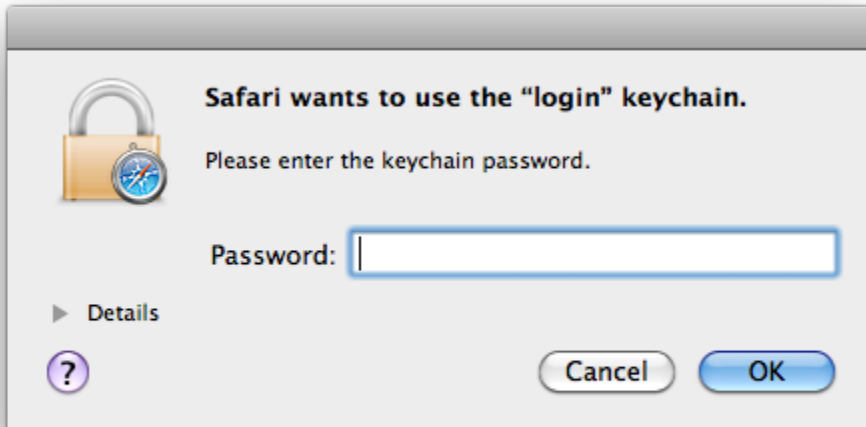 Safari wants to use the “login” keychain.
Please enter the keychain password.
Password:
Details
?
Cancel
OK